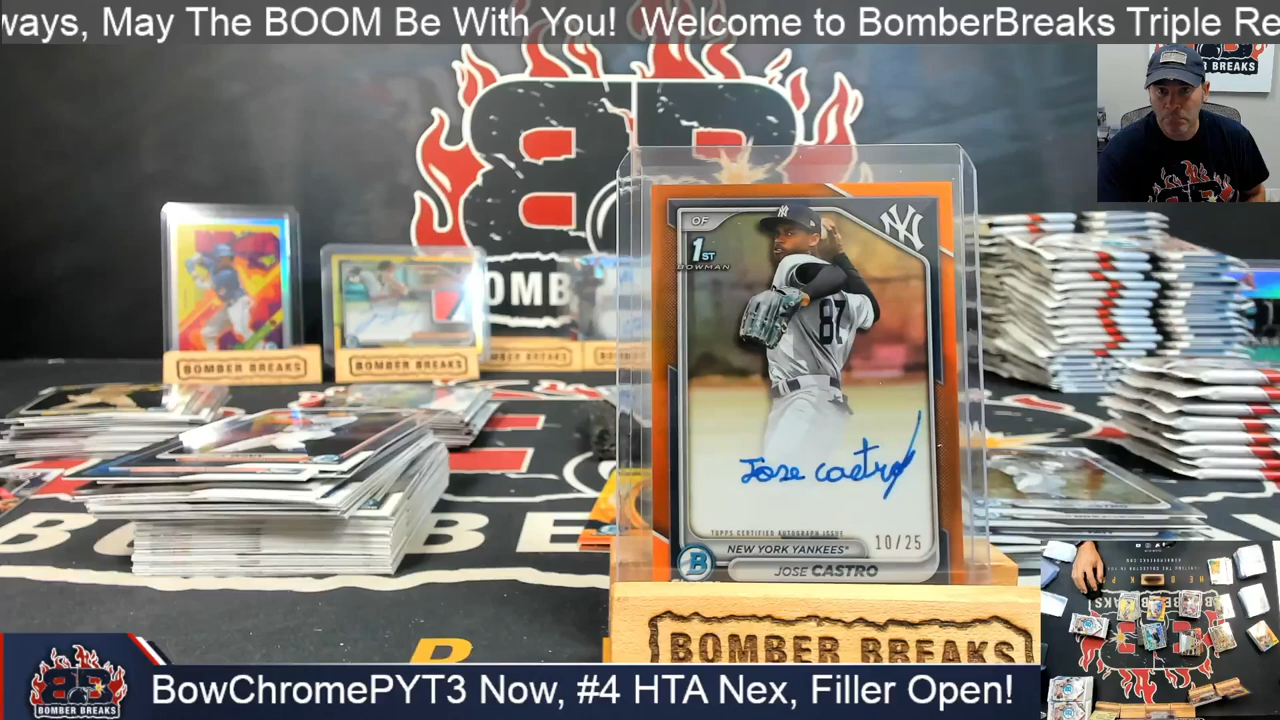 ways, May The BOOM Be With You!  Welcome to BomberBreaks Triple Re
R BREAKS
OF
1ST
BOWMAN
NY
87
OMB
BOMBER BREAKS
BOMBER BREAKS
Jose Castro
TOPPS CERTIFIED AUTOGRAPH ISSUE
10/25
NEW YORK YANKEES®
B
JOSE CASTRO
BOMBER BREAKS
BOMBER BREAKS
BowChromePYT3 Now, #4 HTA Nex, Filler Open!